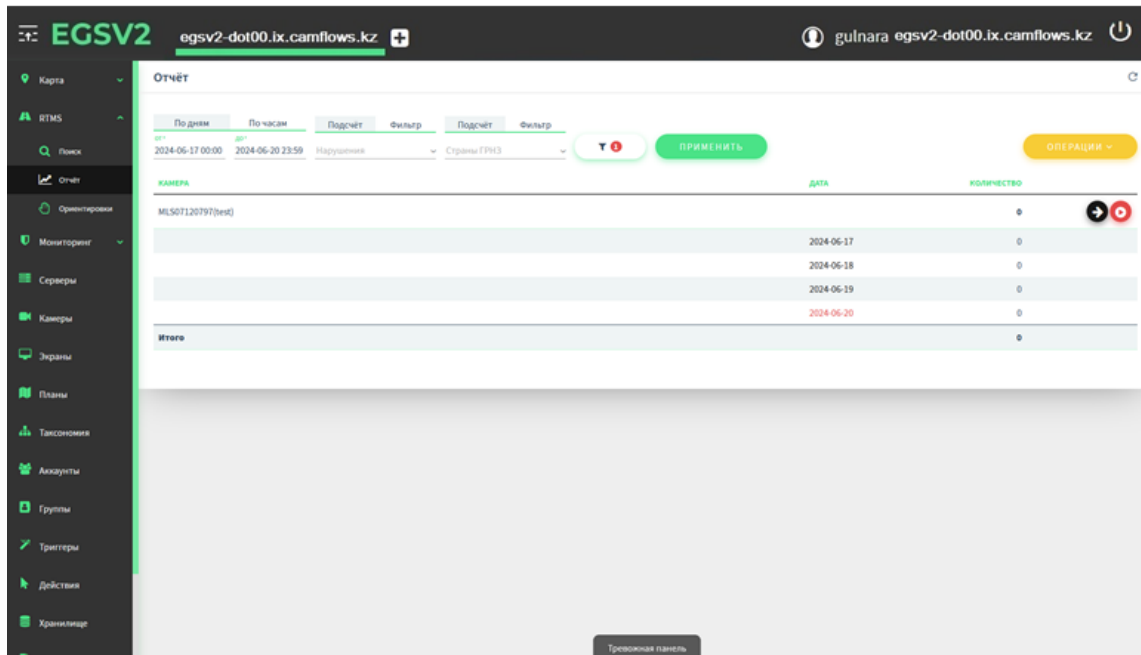 EGSV2
egsv2-dot00.ix.camflows.kz
gulnara egsv2-dot00.ix.camflows.kz
Карта
RTMS
Поиск
Отчёт
Ориентировки
Мониторинг
Серверы
Камеры
Экраны
Планы
Таксономия
Аккаунты
Группы
Триггеры
Действия
Хранилище
Отчёт
По дням По часам Подсчёт Фильтр Подсчёт Фильтр
от * до *
2024-06-17 00:00 2024-06-20 23:59 Нарушения Страны ГРНЗ 1 ПРИМЕНИТЬ ОПЕРАЦИИ
КАМЕРА ДАТА КОЛИЧЕСТВО
MLS07120797(test) 0
2024-06-17 0
2024-06-18 0
2024-06-19 0
2024-06-20 0
Итого 0
Тревожная панель